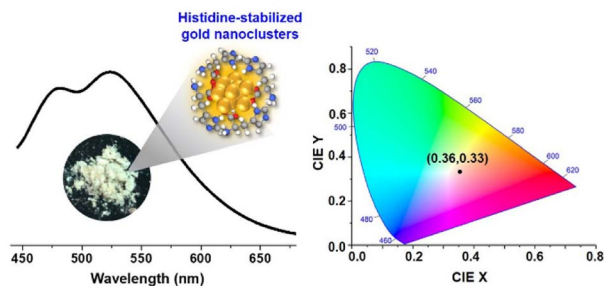 Histidine-stabilized
gold nanoclusters
450 500 550 600 650
Wavelength (nm)
CIE Y
0.8
0.6
0.4
0.2
0.0
0.0 0.2 0.4 0.6 0.8
CIE X
520
540
560
500
580
600
620
(0.36,0.33)
480
460